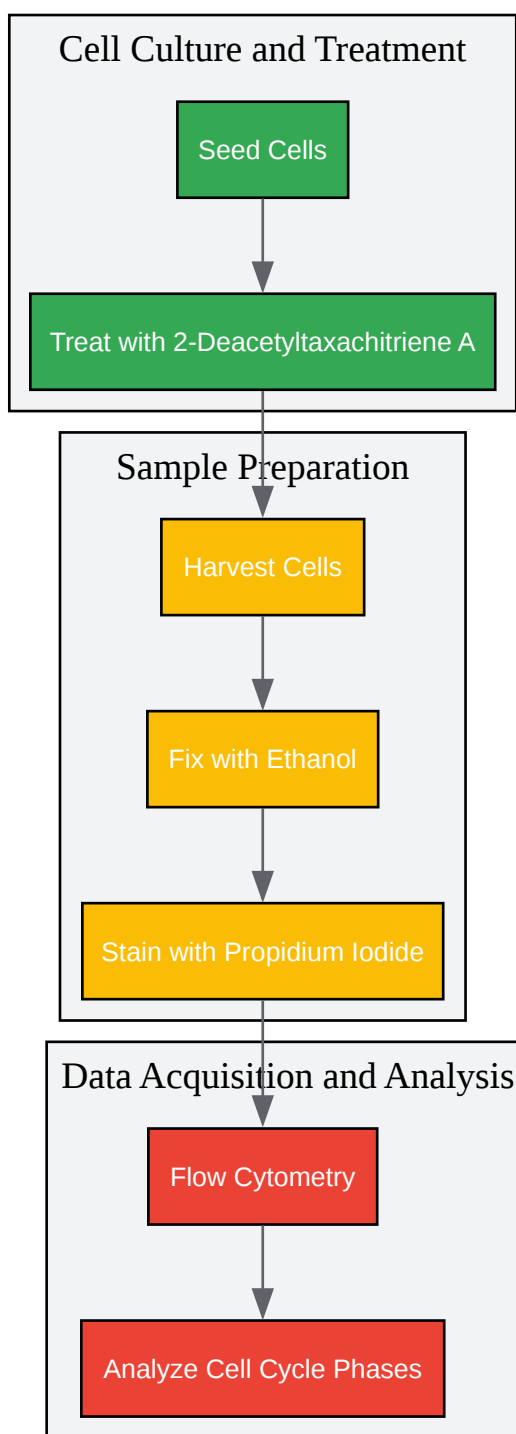 Cell Culture and Treatment
Seed Cells
Treat with 2-Deacetyltaxachitriene A
Sample Preparation
Harvest Cells
Fix with Ethanol
Stain with Propidium Iodide
Data Acquisition and Analysis
Flow Cytometry
Analyze Cell Cycle Phases